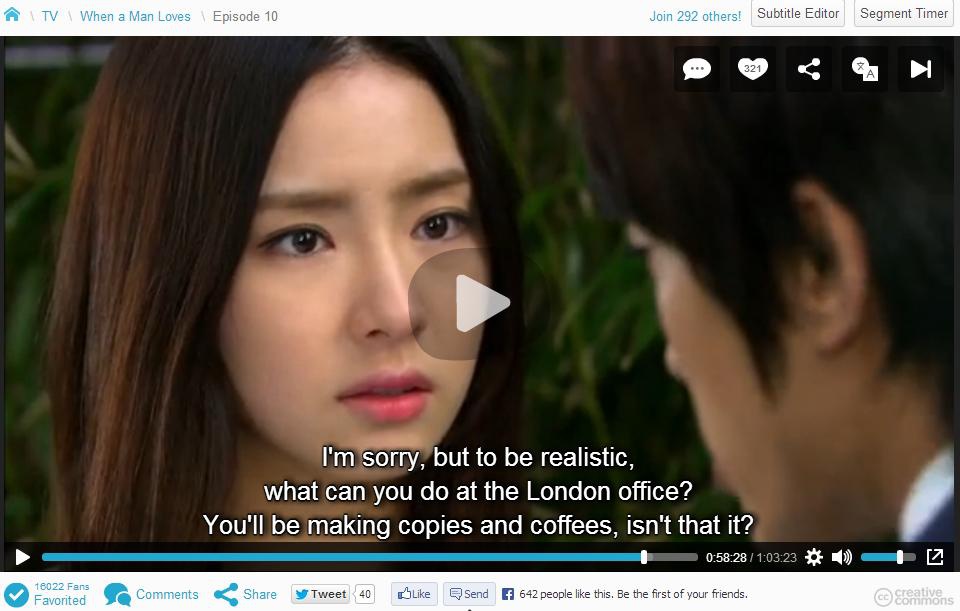 \ TV \ When a Man Loves \ Episode 10
Join 292 others! Subtitle Editor Segment Timer
321
文 A
I'm sorry, but to be realistic,
what can you do at the London office?
You'll be making copies and coffees, isn't that it?
0:58:28 / 1:03:23
16022 Fans
Favorited
Comments
Share
Tweet 40
Like
Send
642 people like this. Be the first of your friends.
cc creative commons